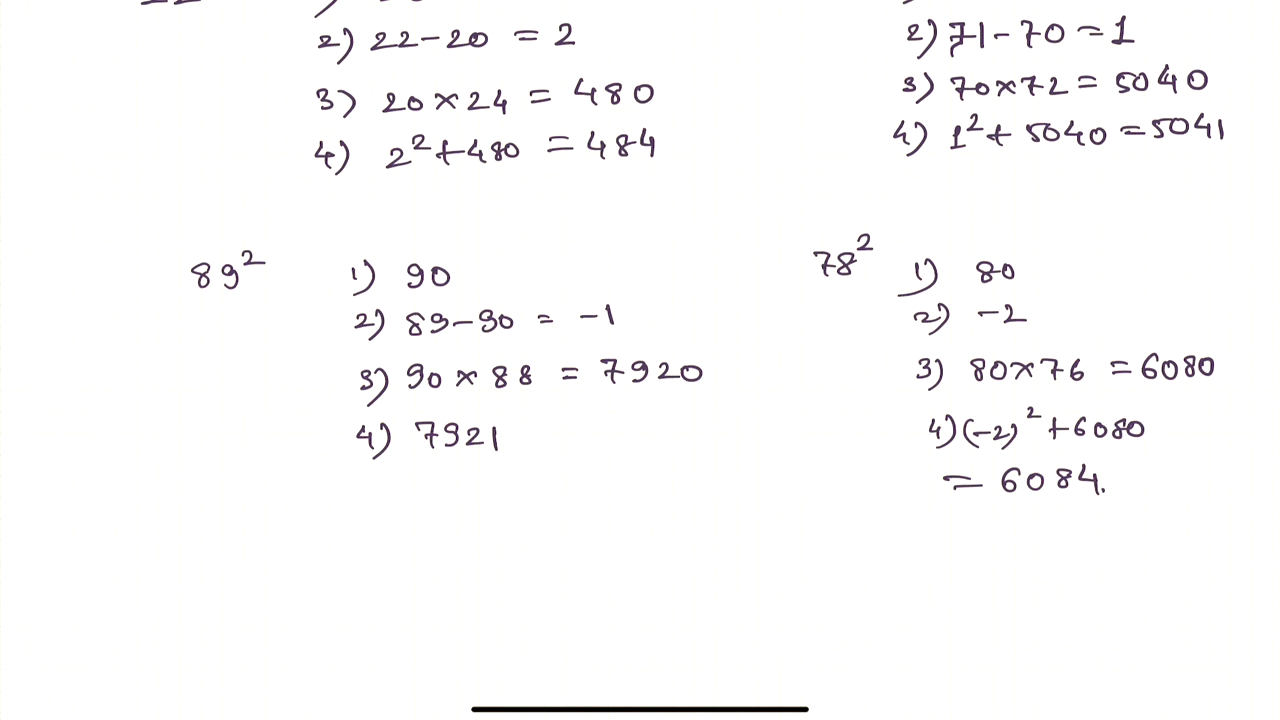 2) 22-20 = 2
3) 20×24 = 480
4) 2²+480 = 484
2) 71-70 = 1
3) 70×72 = 5040
4) 1²+ 5040 = 5041
89²
1) 90
2) 89-90 = -1
3) 90 × 88 = 7920
4) 7921
78²
1) 80
2) -2
3) 80×76 = 6080
4) (-2)² + 6080
= 6084.